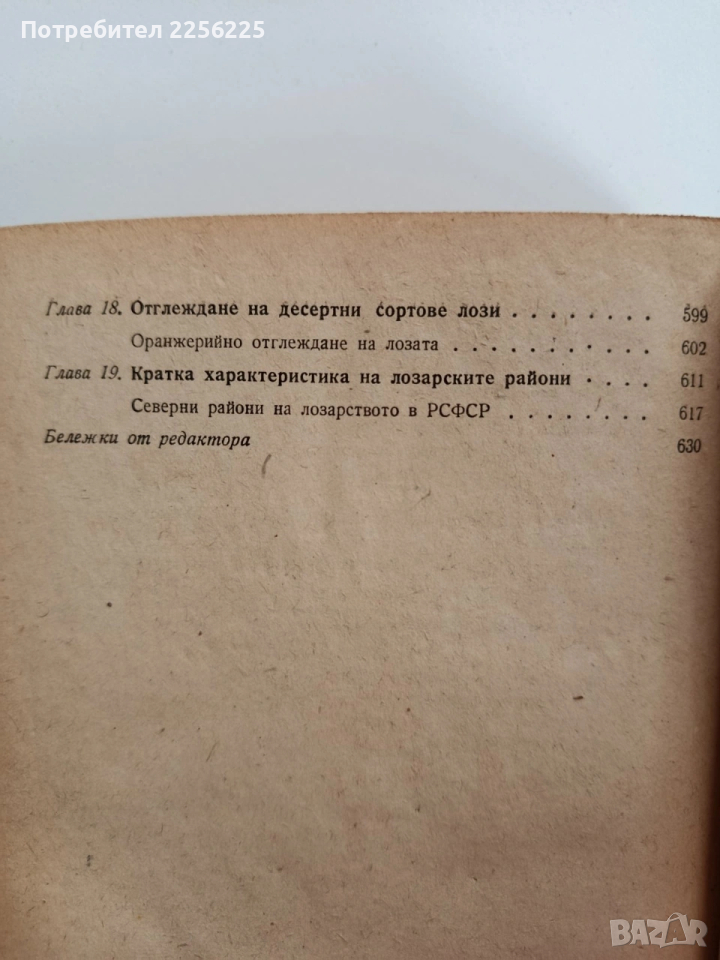 Потребител 2256225
Глава 18. Отглеждане на десертни сортове лози . . . . . . . . 599
Оранжерийно отглеждане на лозата . . . . . . . . . . 602
Глава 19. Кратка характеристика на лозарските райони . . . . 611
Северни райони на лозарството в РСФСР . . . . . . . . 617
Бележки от редактора 630
BAZAR